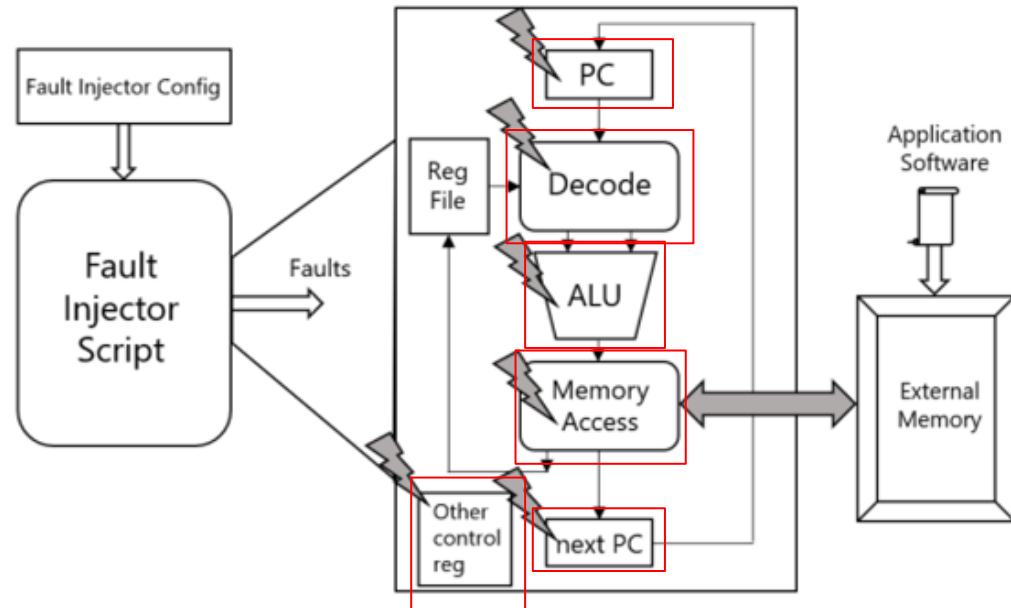 Fault Injector Config
Fault
Injector
Script
Faults
PC
Reg
File
Decode
ALU
Memory
Access
Other
control
reg
next PC
Application
Software
External
Memory